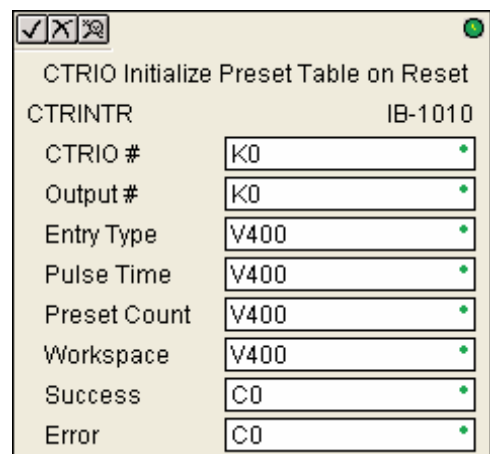 CTRIO Initialize Preset Table on Reset
CTRINTR IB-1010
CTRIO # K0
Output # K0
Entry Type V400
Pulse Time V400
Preset Count V400
Workspace V400
Success C0
Error C0